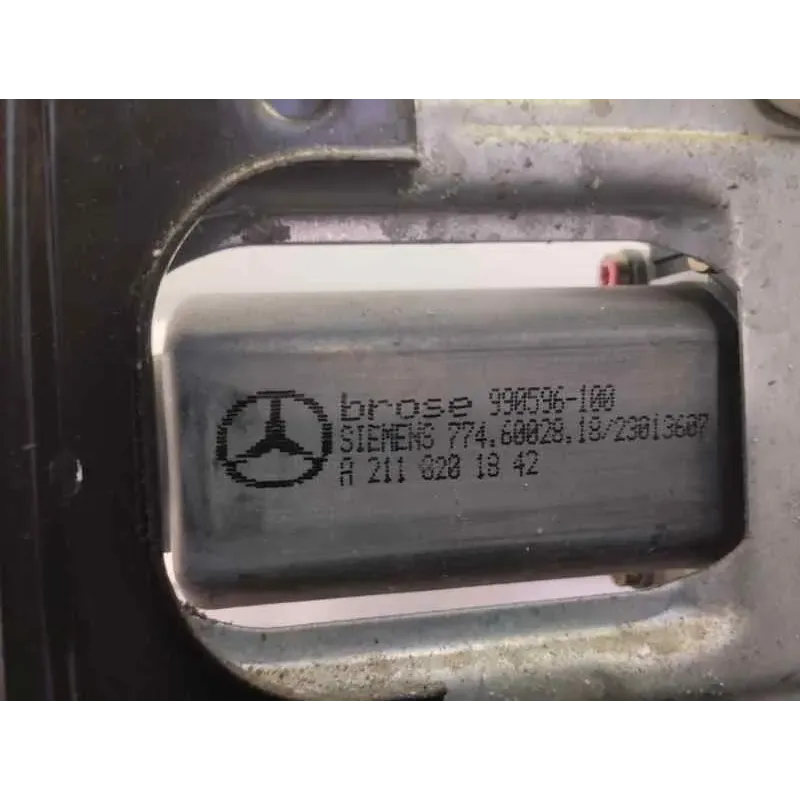 brose 990596-100
SIEMENS 774.60028.18/23013607
A 211 820 18 42